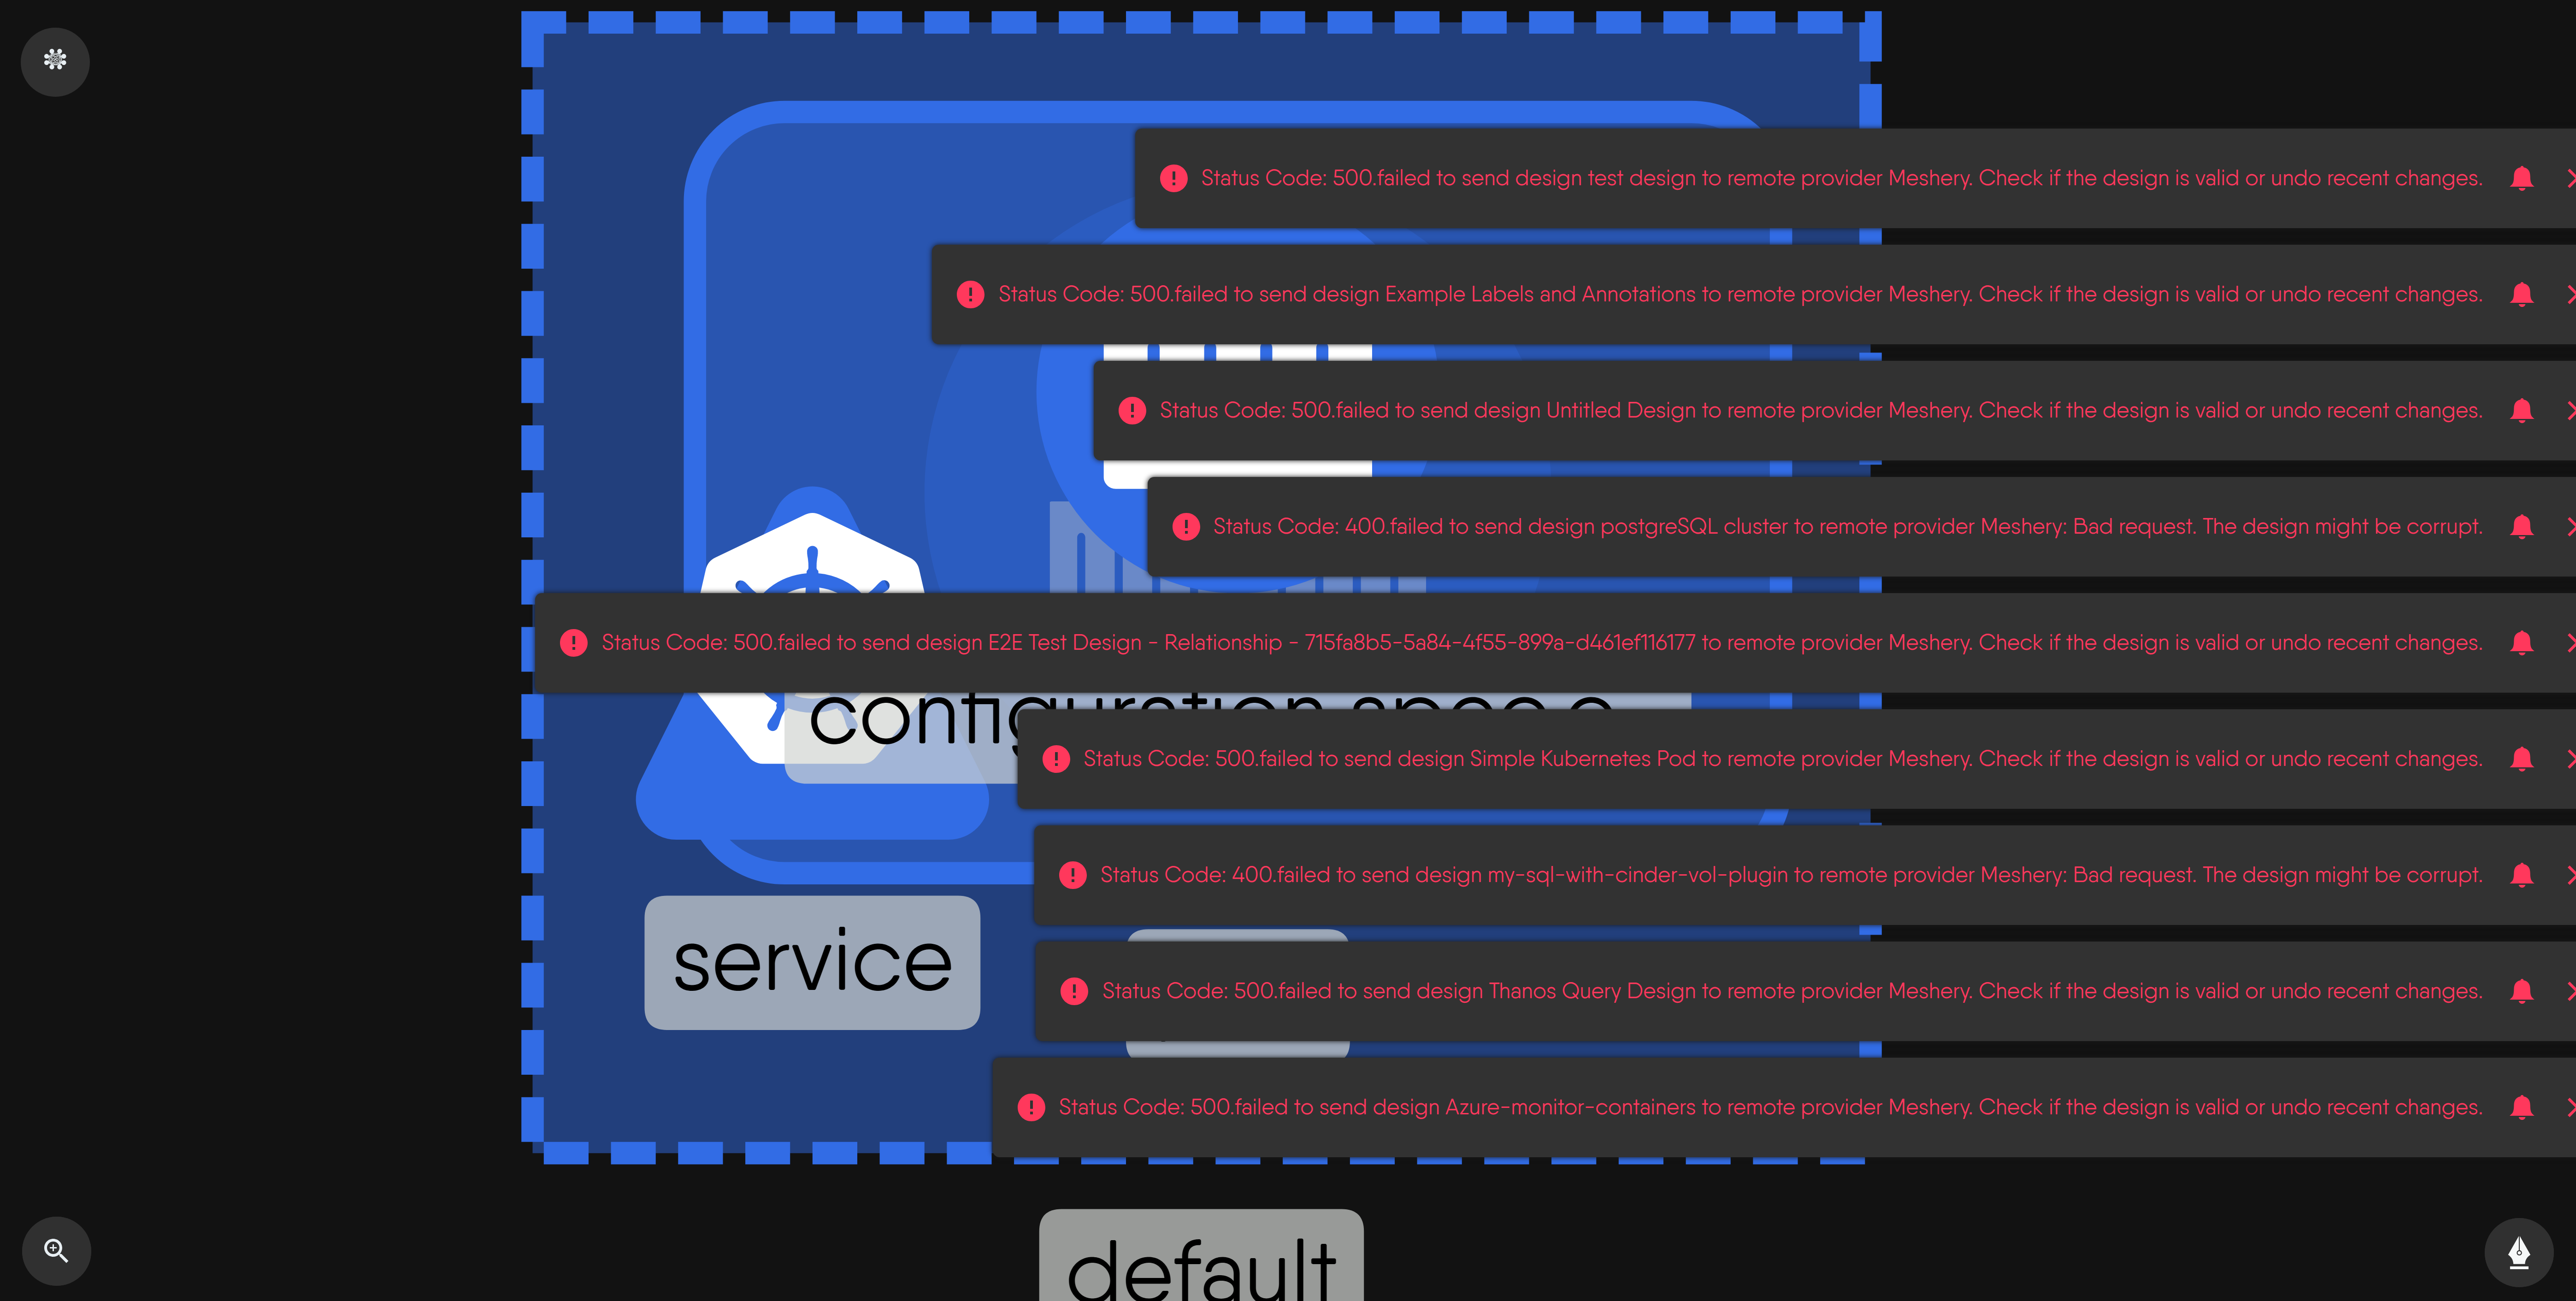 Status Code: 500.failed to send design test design to remote provider Meshery. Check if the design is valid or undo recent changes.
Status Code: 500.failed to send design Example Labels and Annotations to remote provider Meshery. Check if the design is valid or undo recent changes.
Status Code: 500.failed to send design Untitled Design to remote provider Meshery. Check if the design is valid or undo recent changes.
Status Code: 400.failed to send design postgreSQL cluster to remote provider Meshery: Bad request. The design might be corrupt.
Status Code: 500.failed to send design E2E Test Design - Relationship - 715fa8b5-5a84-4f55-899a-d461ef116177 to remote provider Meshery. Check if the design is valid or undo recent changes.
Status Code: 500.failed to send design Simple Kubernetes Pod to remote provider Meshery. Check if the design is valid or undo recent changes.
Status Code: 400.failed to send design my-sql-with-cinder-vol-plugin to remote provider Meshery: Bad request. The design might be corrupt.
service
Status Code: 500.failed to send design Thanos Query Design to remote provider Meshery. Check if the design is valid or undo recent changes.
Status Code: 500.failed to send design Azure-monitor-containers to remote provider Meshery. Check if the design is valid or undo recent changes.
default